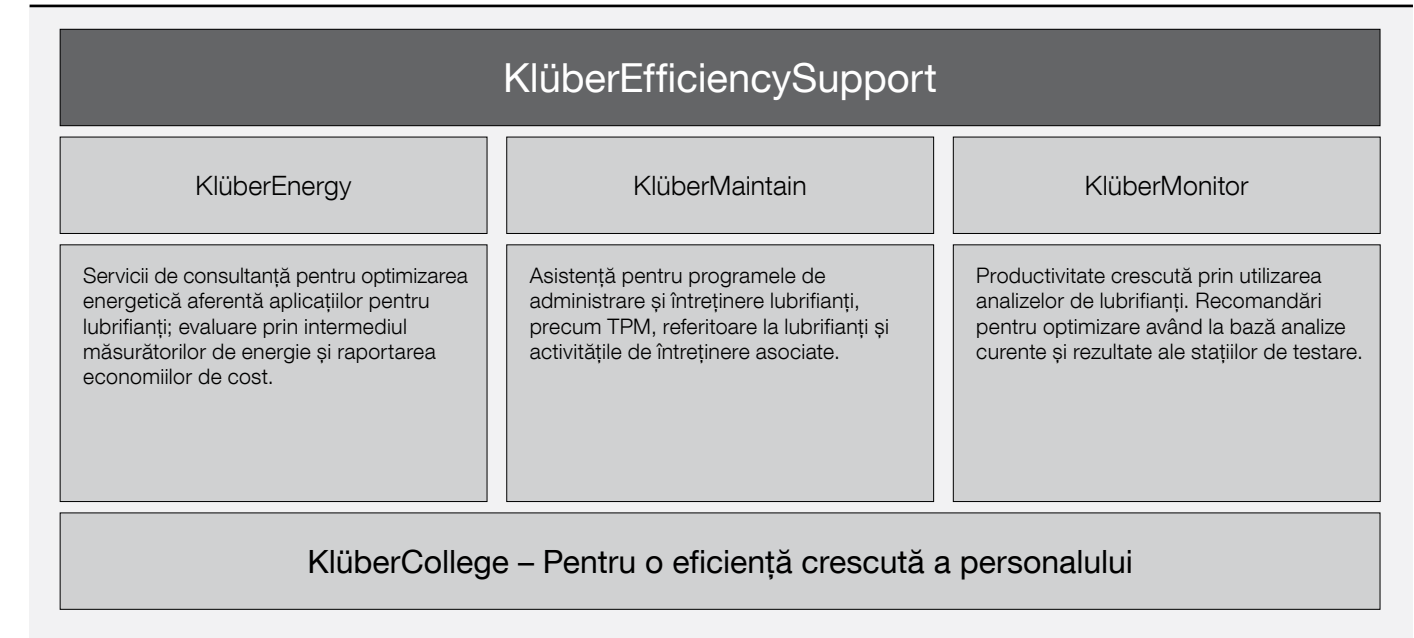 KlüberEfficiencySupport
KlüberEnergy
KlüberMaintain
KlüberMonitor
Servicii de consultanță pentru optimizarea
energetică aferentă aplicațiilor pentru
lubrifianți; evaluare prin intermediul
măsurătorilor de energie și raportarea
economiilor de cost.
Asistență pentru programele de
administrare și întreținere lubrifianți,
precum TPM, referitoare la lubrifianți și
activitățile de întreținere asociate.
Productivitate crescută prin utilizarea
analizelor de lubrifianți. Recomandări
pentru optimizare având la bază analize
curente și rezultate ale stațiilor de testare.
KlüberCollege – Pentru o eficiență crescută a personalului